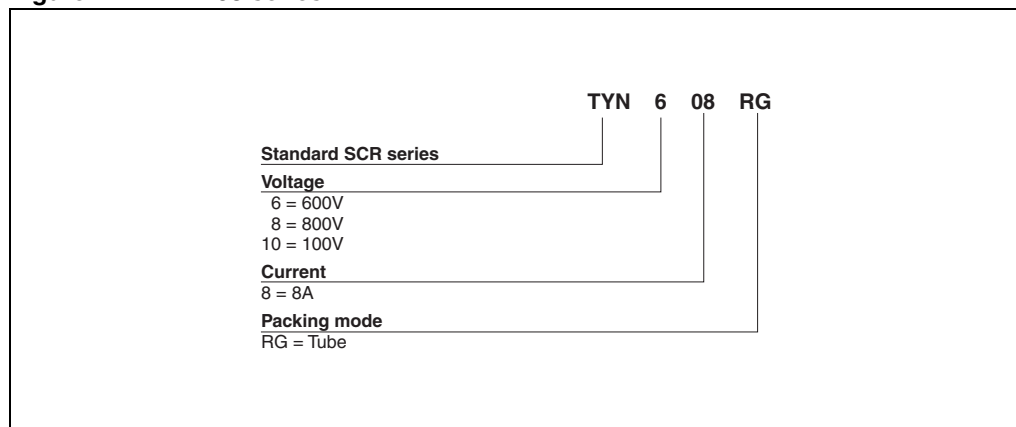 TYN 6 08 RG
Standard SCR series
Voltage
6 = 600V
8 = 800V
10 = 100V
Current
8 = 8A
Packing mode
RG = Tube